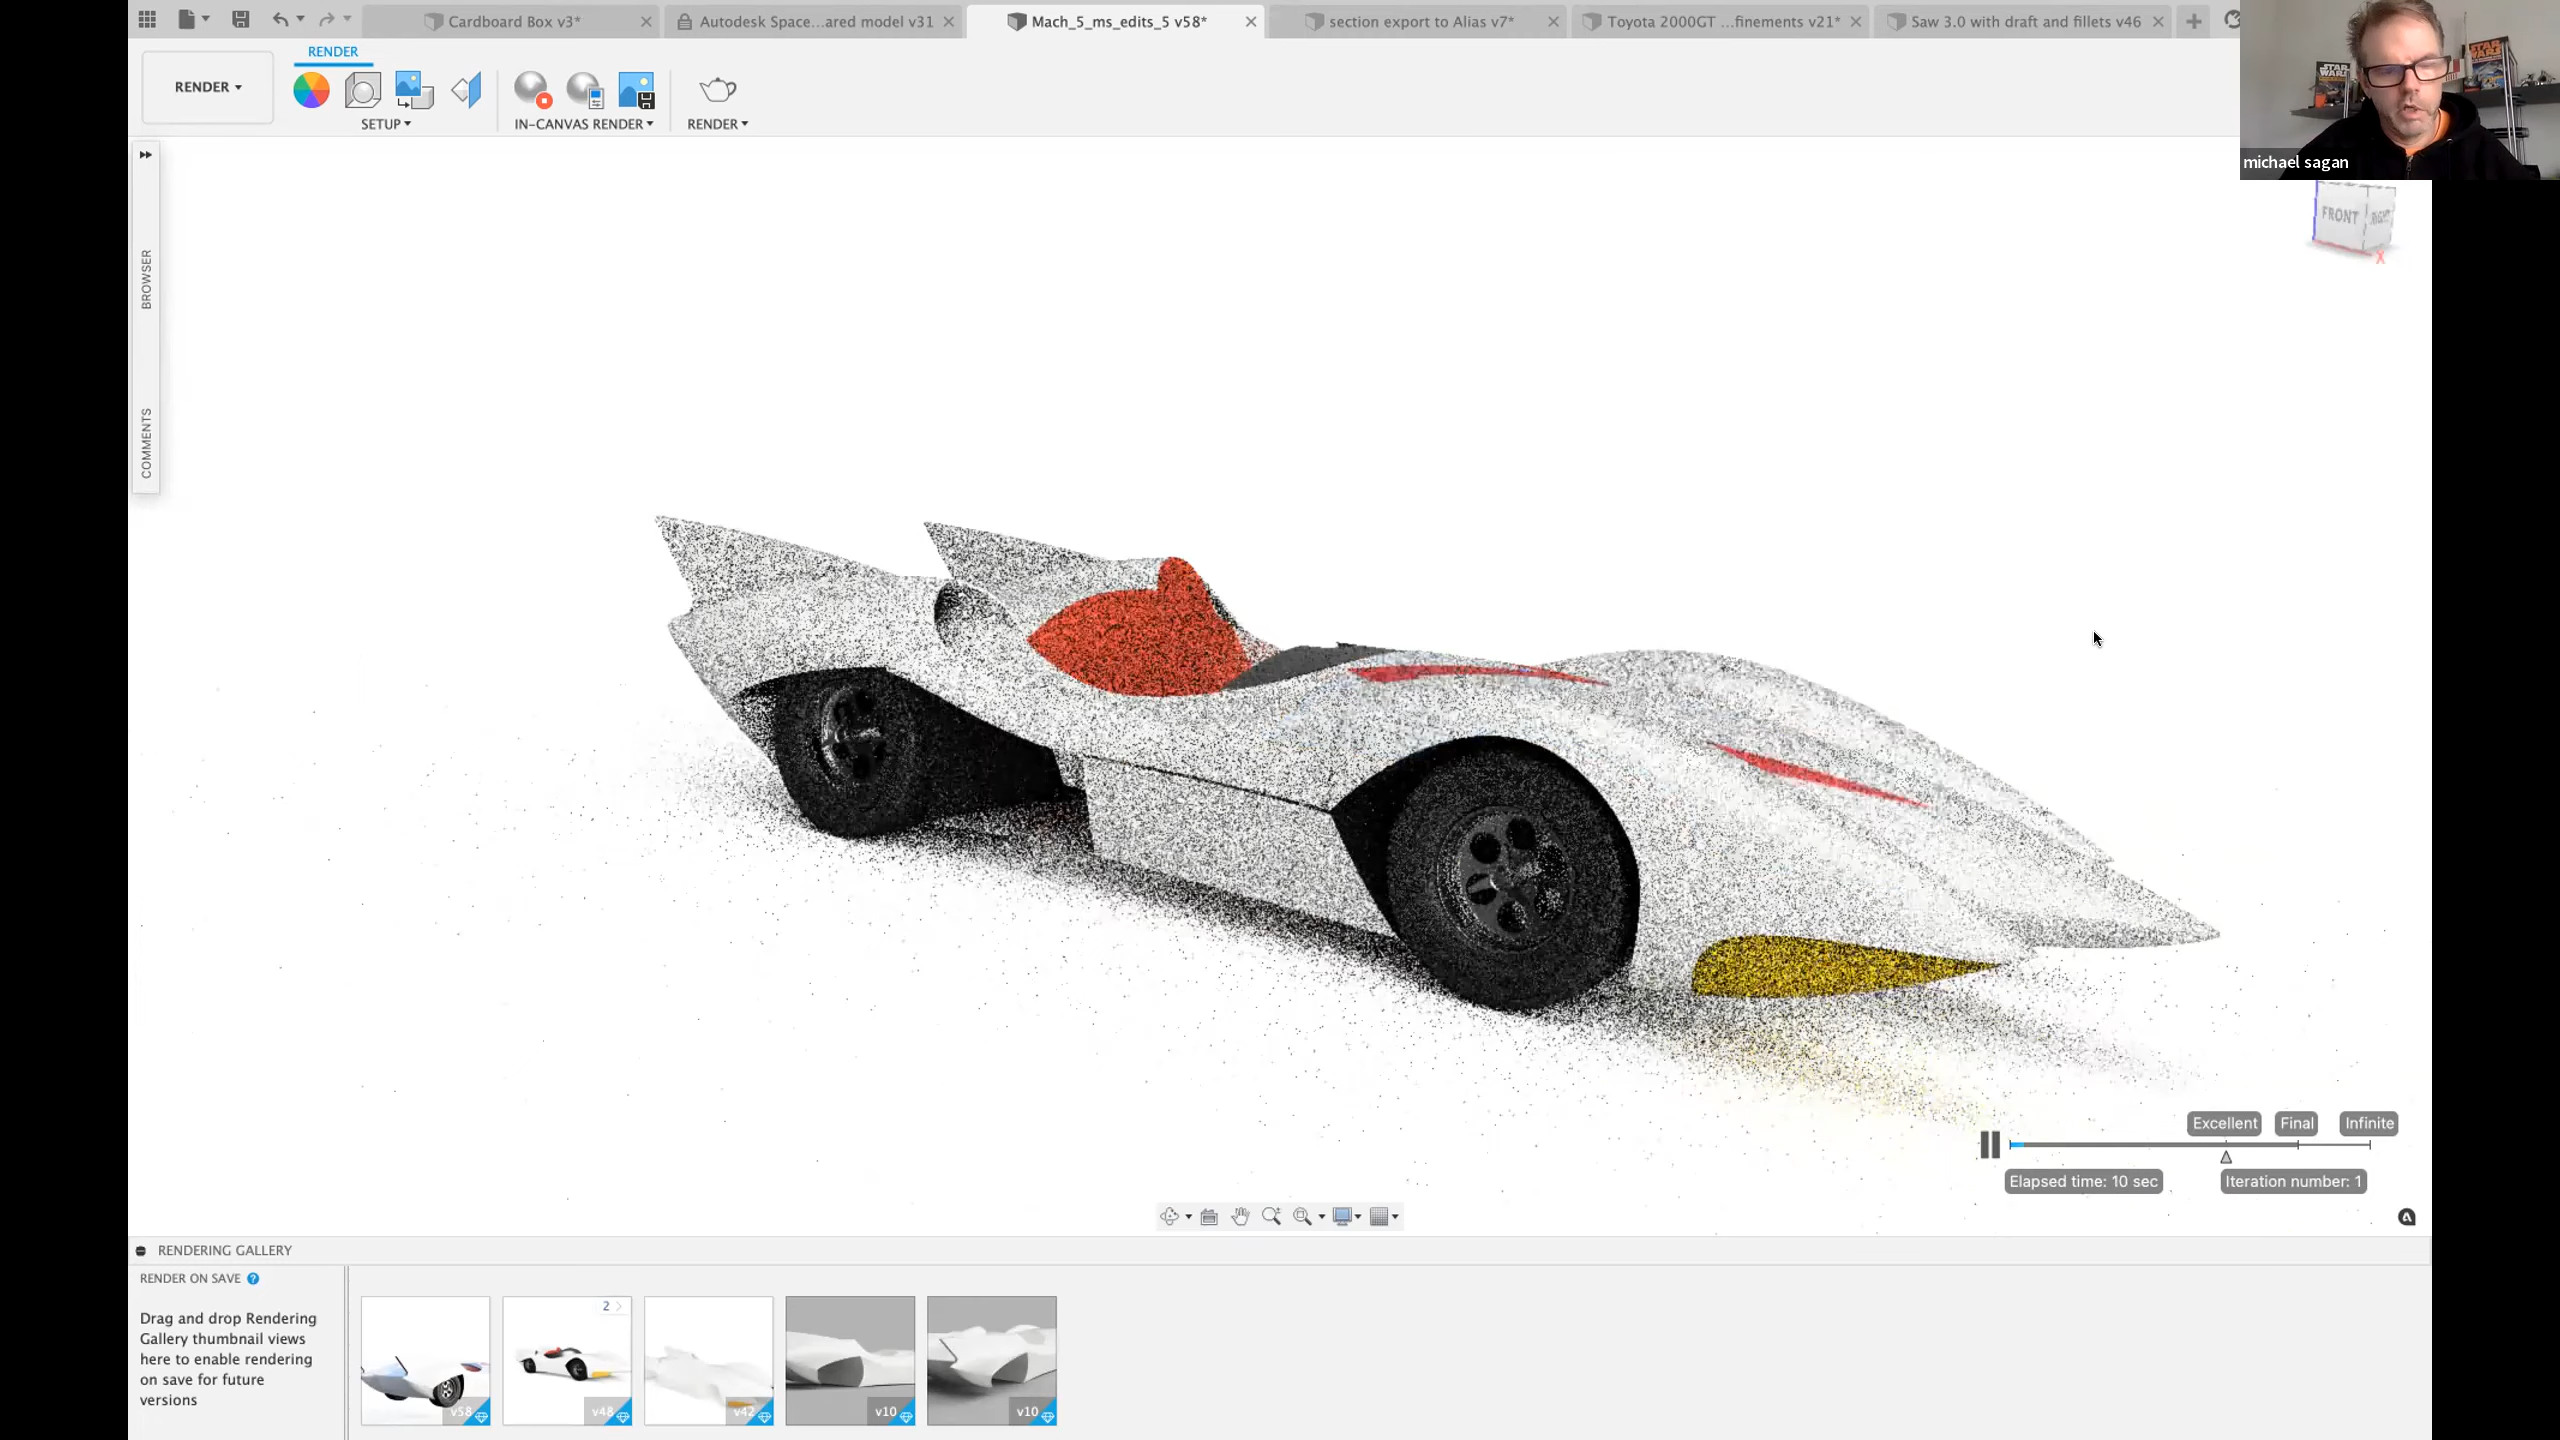 Cardboard Box v3*
Autodesk Space...ared model v31
Mach_5_ms_edits_5 v58*
section export to Alias v7*
Toyota 2000GT ...finements v21*
Saw 3.0 with draft and fillets v46
RENDER
RENDER
SETUP
IN-CANVAS RENDER
RENDER
michael sagan
FRONT
RIGHT
X
BROWSER
COMMENTS
Excellent
Final
Infinite
Elapsed time: 10 sec
Iteration number: 1
RENDERING GALLERY
RENDER ON SAVE
Drag and drop Rendering
Gallery thumbnail views
here to enable rendering
on save for future
versions
2
v58
v48
v42
v10
v10